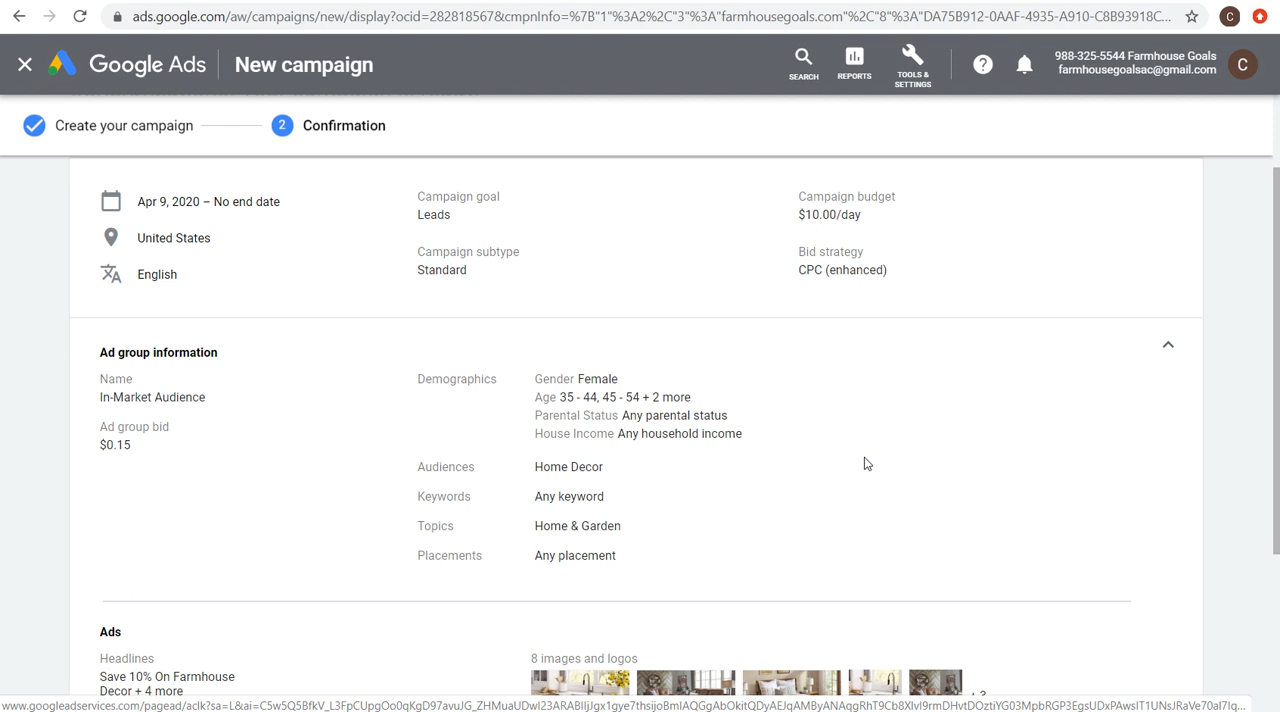 ads.google.com/aw/campaigns/new/display?ocid=282818557&cmpnInfo=%7B"1"%3A2%2C"3"%3A"farmhousegoals.com"%2C"8"%3A"DA75B912-0AAF-4935-A910-C8B93918C...
C
Google Ads
New campaign
SEARCH
REPORTS
TOOLS &
SETTINGS
?
988-325-5544 Farmhouse Goals
farmhousegoalsac@gmail.com
C
Create your campaign
2
Confirmation
Apr 9, 2020 – No end date
United States
English
Campaign goal
Leads
Campaign subtype
Standard
Campaign budget
$10.00/day
Bid strategy
CPC (enhanced)
Ad group information
Name
In-Market Audience
Ad group bid
$0.15
Demographics
Gender Female
Age 35 - 44, 45 - 54 + 2 more
Parental Status Any parental status
House Income Any household income
Audiences Home Decor
Keywords Any keyword
Topics Home & Garden
Placements Any placement
Ads
Headlines
Save 10% On Farmhouse
Decor + 4 more
8 images and logos